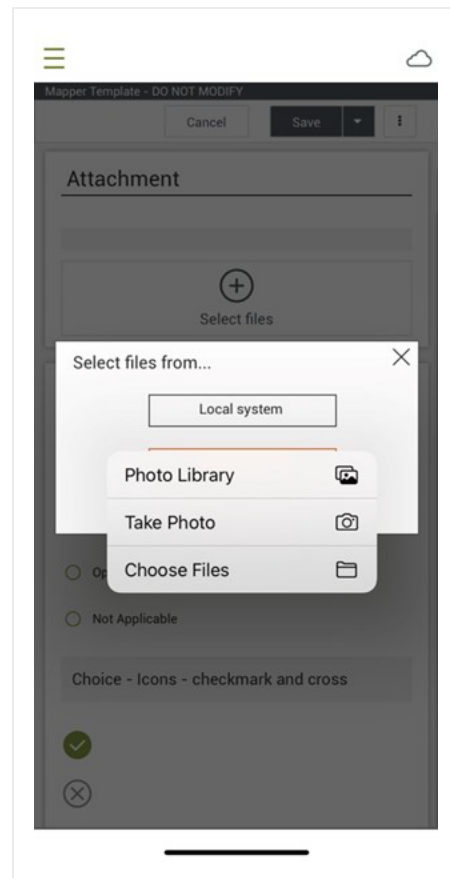 Mapper Template - DO NOT MODIFY
Cancel
Save
Attachment
Select files
Select files from...
Local system
Photo Library
Take Photo
Choose Files
Not Applicable
Choice - Icons - checkmark and cross